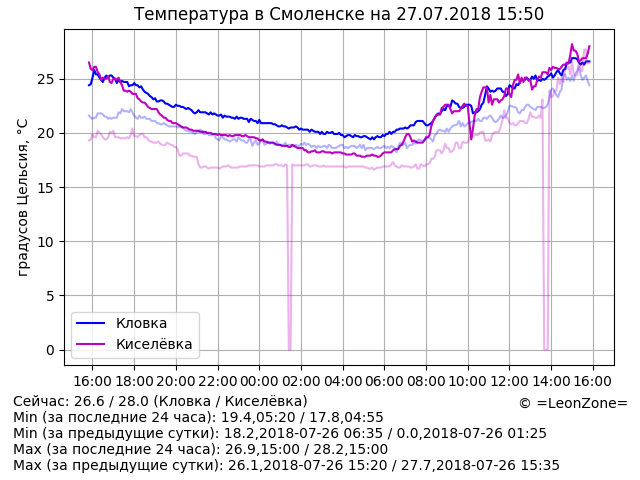 Температура в Смоленске на 27.07.2018 15:50
градусов Цельсия, °C
25
20
15
10
5
0
Кловка
Киселёвка
16:00 18:00 20:00 22:00 00:00 02:00 04:00 06:00 08:00 10:00 12:00 14:00 16:00
© =LeonZone=
Сейчас: 26.6 / 28.0 (Кловка / Киселёвка)
Min (за последние 24 часа): 19.4,05:20 / 17.8,04:55
Min (за предыдущие сутки): 18.2,2018-07-26 06:35 / 0.0,2018-07-26 01:25
Max (за последние 24 часа): 26.9,15:00 / 28.2,15:00
Max (за предыдущие сутки): 26.1,2018-07-26 15:20 / 27.7,2018-07-26 15:35